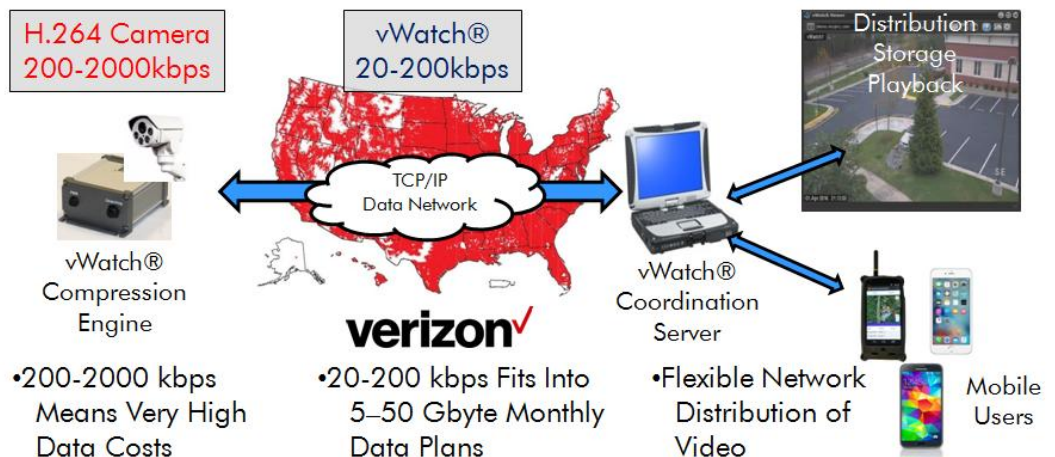 H.264 Camera
200-2000kbps
vWatch®
20-200kbps
Distribution
Storage
Playback
TCP/IP
Data Network
vWatch®
Compression
Engine
verizon✓
vWatch®
Coordination
Server
•200-2000 kbps
Means Very High
Data Costs
•20-200 kbps Fits Into
5–50 Gbyte Monthly
Data Plans
•Flexible Network
Distribution of
Video
Mobile
Users